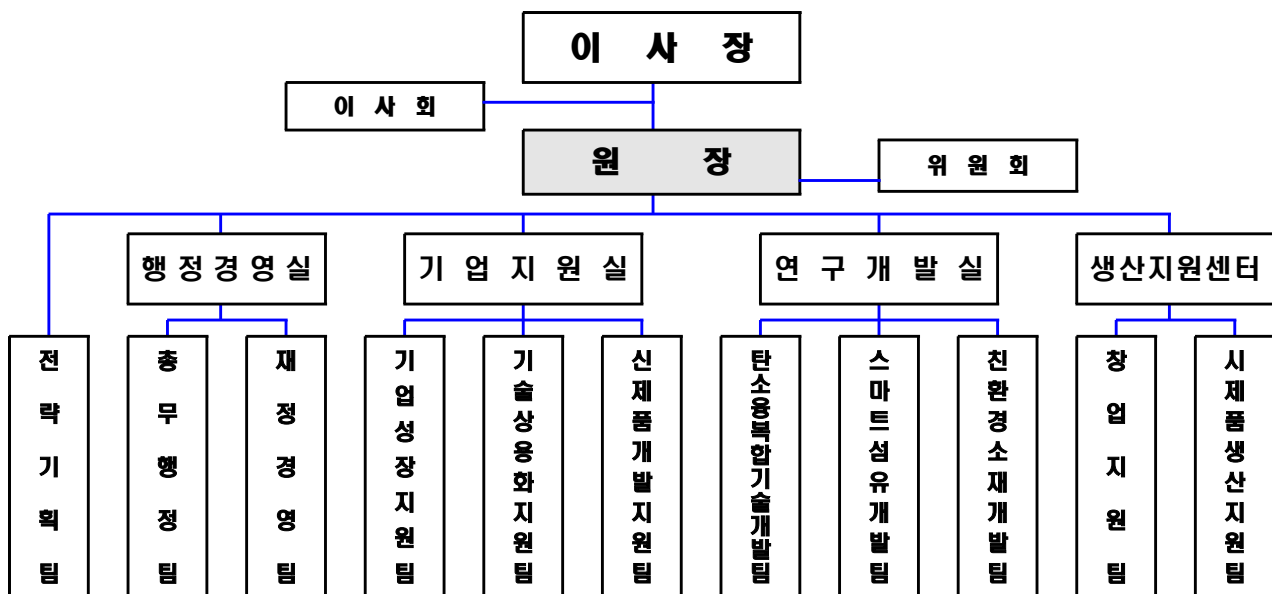 이 사 장
이 사 회
원 장
위 원 회
행정경영실
기 업 지 원 실
연 구 개 발 실
생산지원센터
전략기획팀
총무행정팀
재정경영팀
기업성장지원팀
기술상용화지원팀
신제품개발지원팀
탄소융복합기술개발팀
스마트섬유개발팀
친환경소재개발팀
창업지원팀
시제품생산지원팀